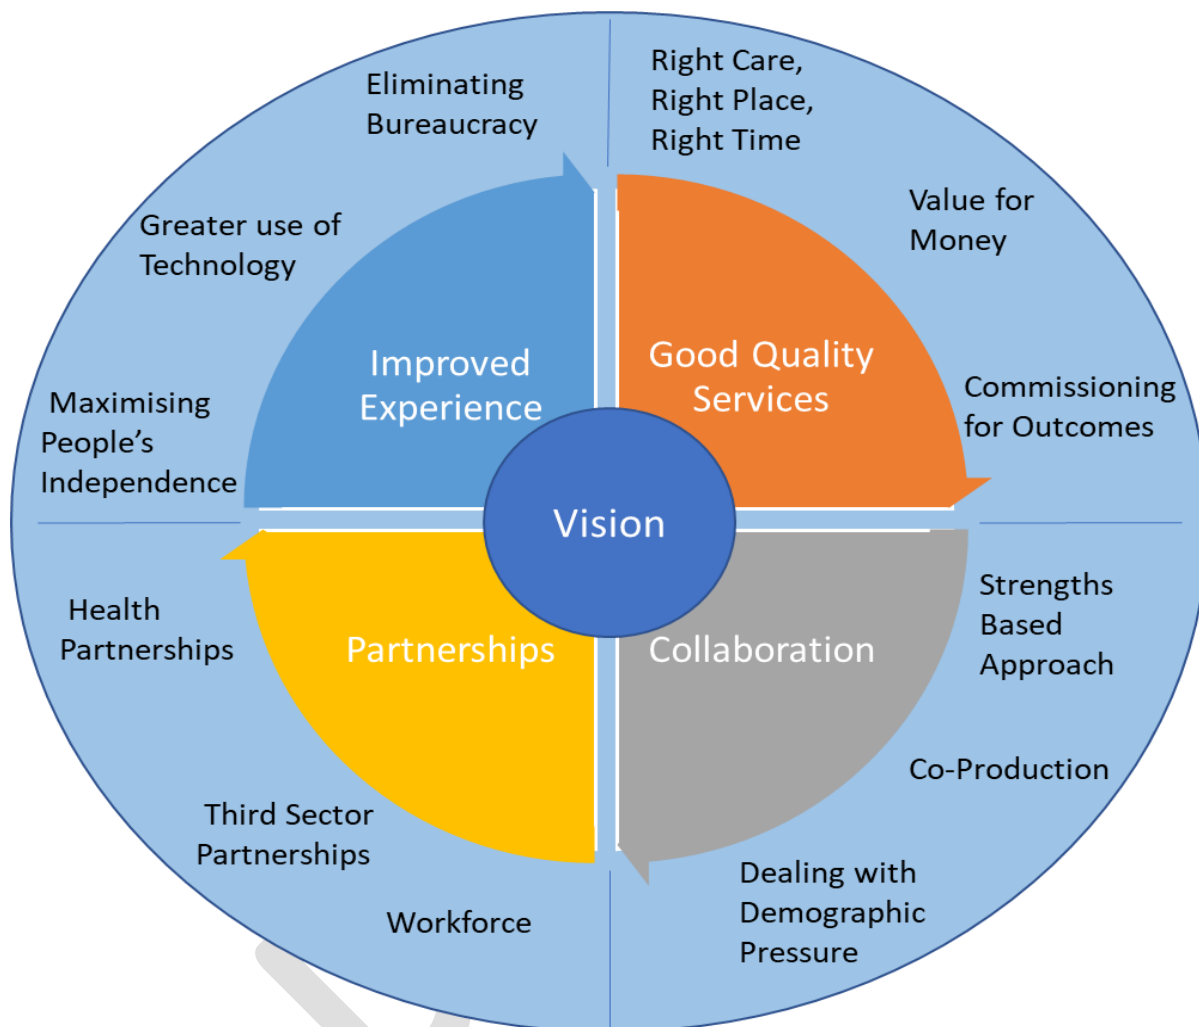 Eliminating
Bureaucracy
Right Care,
Right Place,
Right Time
Greater use of
Technology
Value for
Money
Improved
Experience
Good Quality
Services
Maximising
People’s
Independence
Commissioning
for Outcomes
Vision
Health
Partnerships
Partnerships
Collaboration
Strengths
Based
Approach
Third Sector
Partnerships
Co-Production
Workforce
Dealing with
Demographic
Pressure